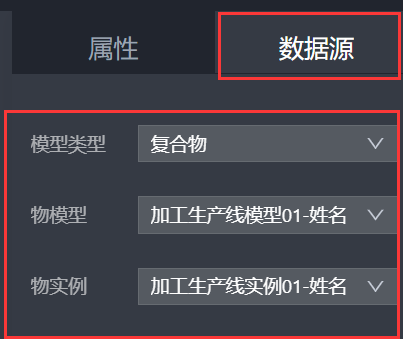 属性 数据源
模型类型 复合物
物模型 加工生产线模型01-姓名
物实例 加工生产线实例01-姓名